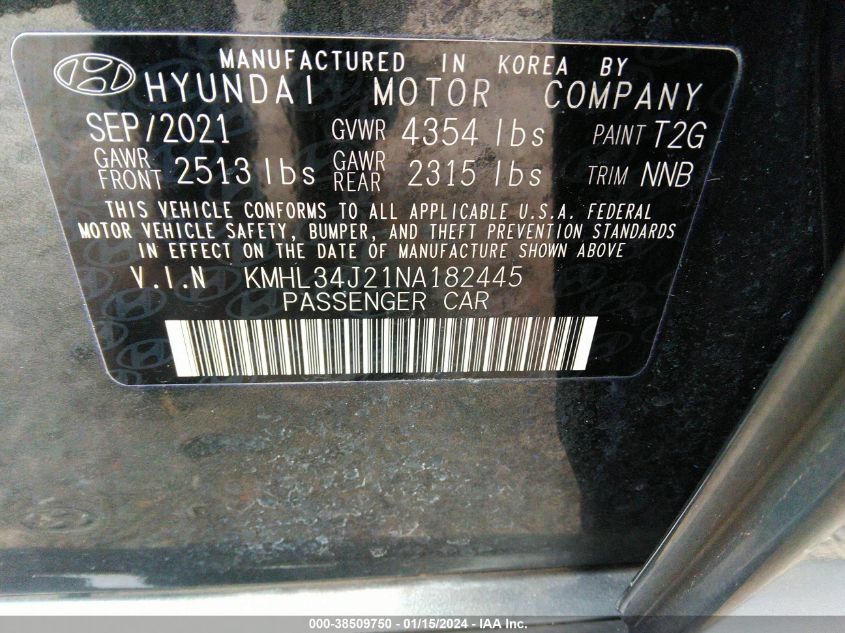 MANUFACTURED IN KOREA BY
HYUNDAI MOTOR COMPANY
SEP/2021 GVWR 4354 lbs PAINT T2G
GAWR FRONT 2513 lbs GAWR REAR 2315 lbs TRIM NNB
THIS VEHICLE CONFORMS TO ALL APPLICABLE U.S.A. FEDERAL
MOTOR VEHICLE SAFETY, BUMPER, AND THEFT PREVENTION STANDARDS
IN EFFECT ON THE DATE OF MANUFACTURE SHOWN ABOVE
V.I.N KMHL34J21NA182445
PASSENGER CAR
000-38509750 - 01/15/2024 - IAA Inc.